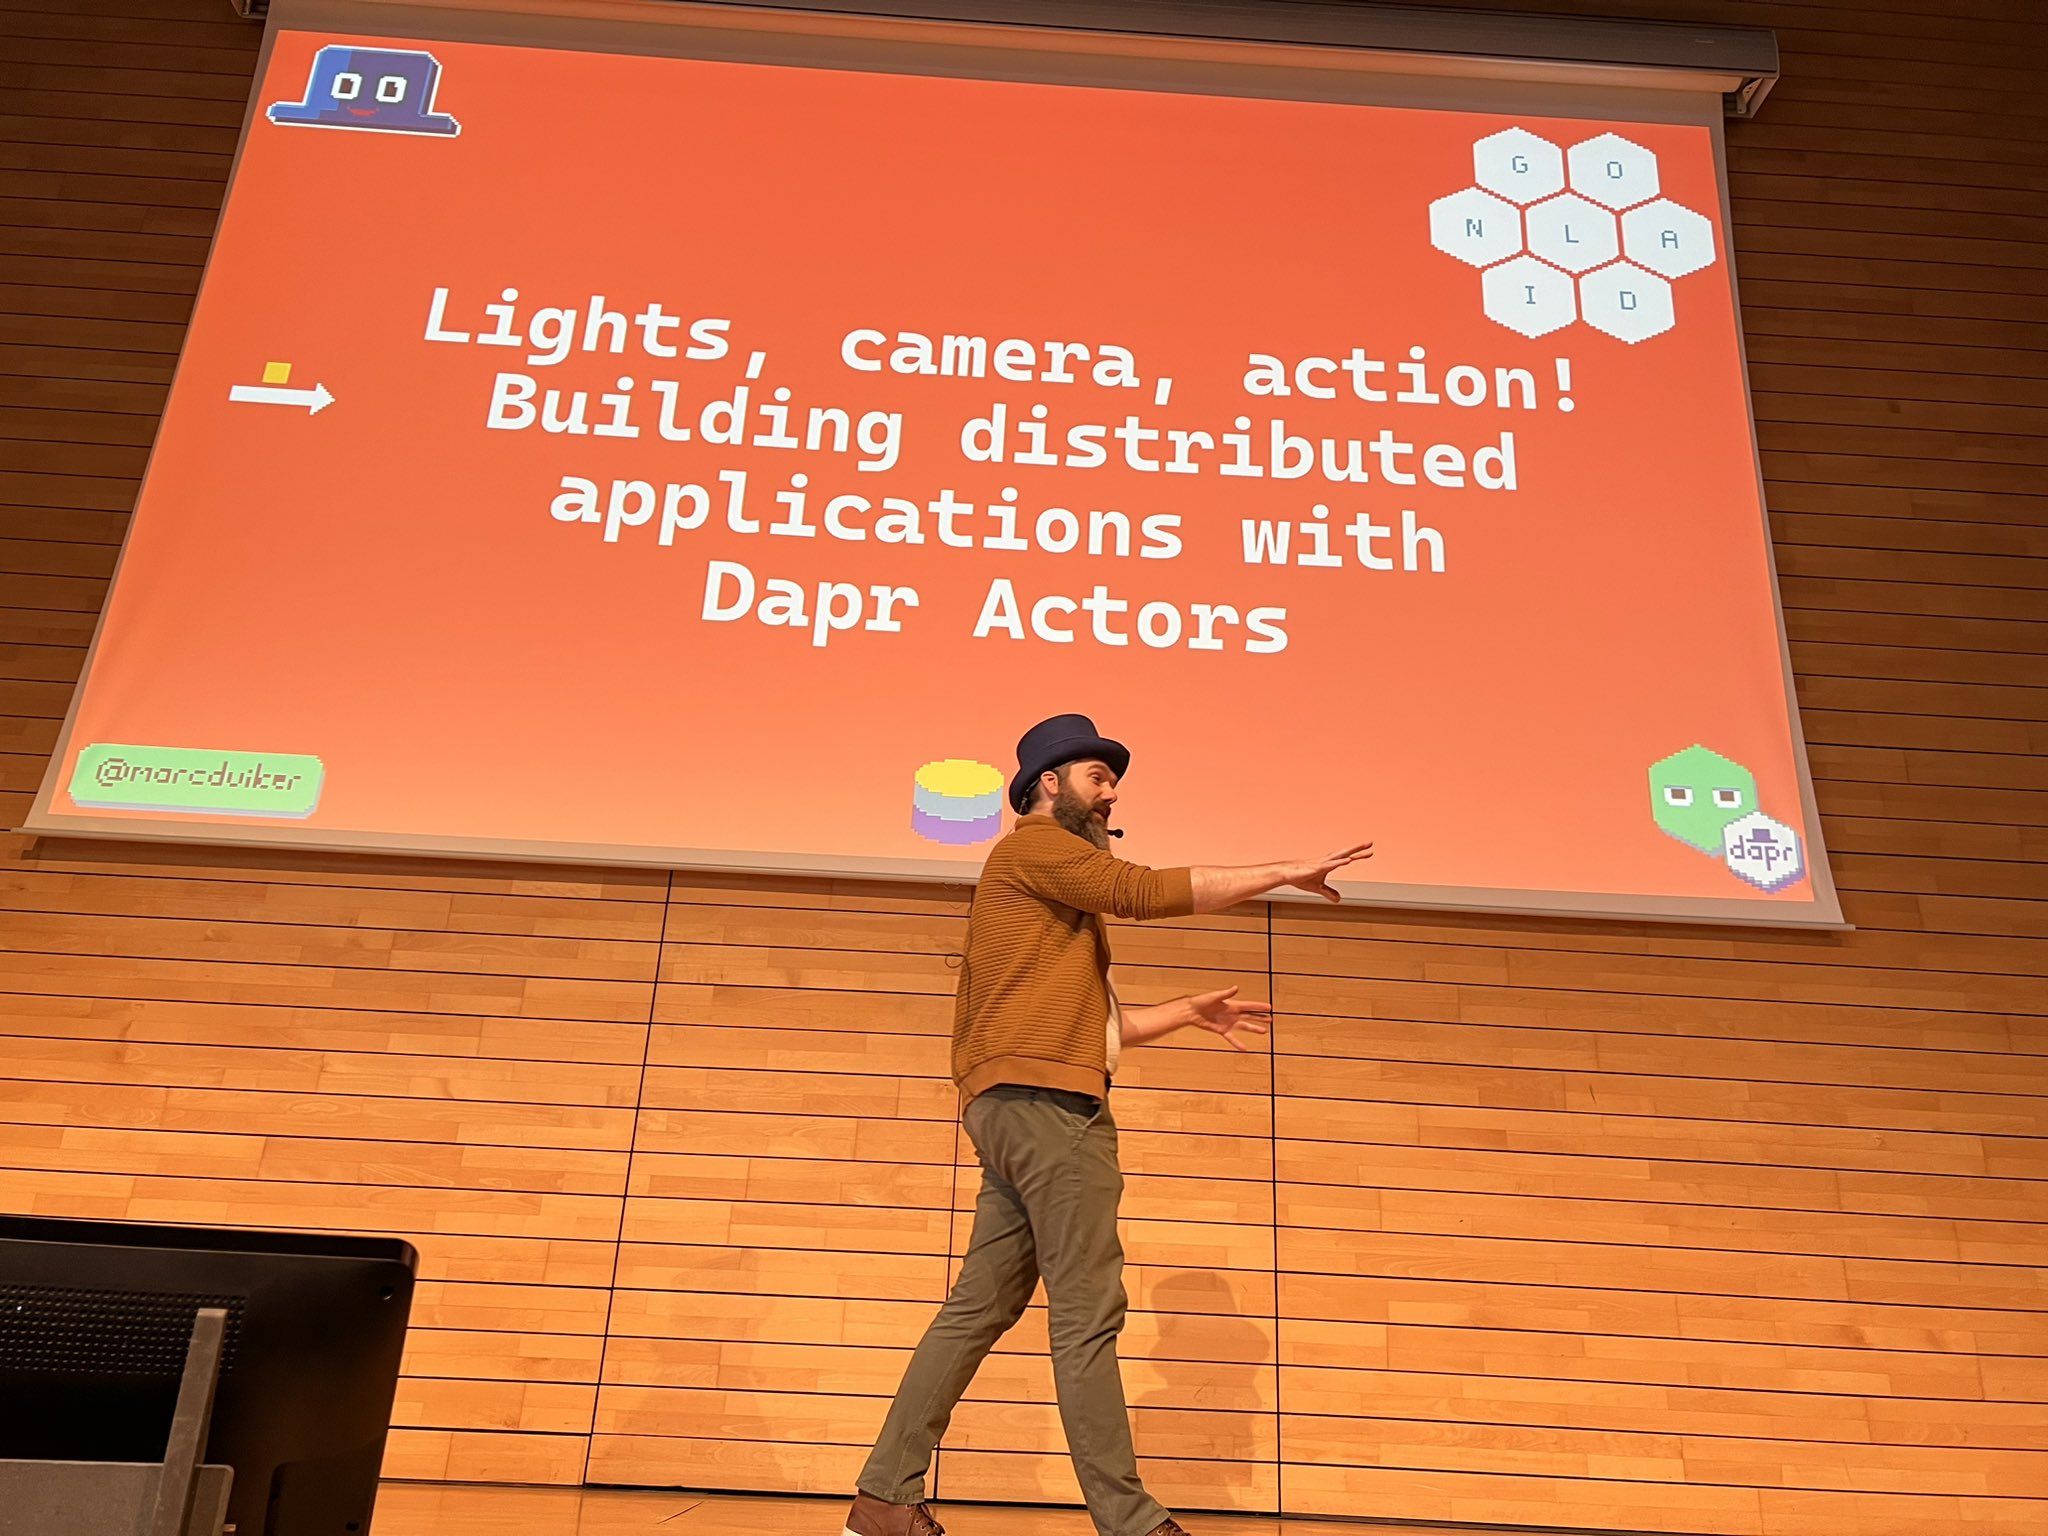 G O
N L A
I D
Lights, camera, action!
Building distributed
applications with
Dapr Actors
@marcduiker
dapr